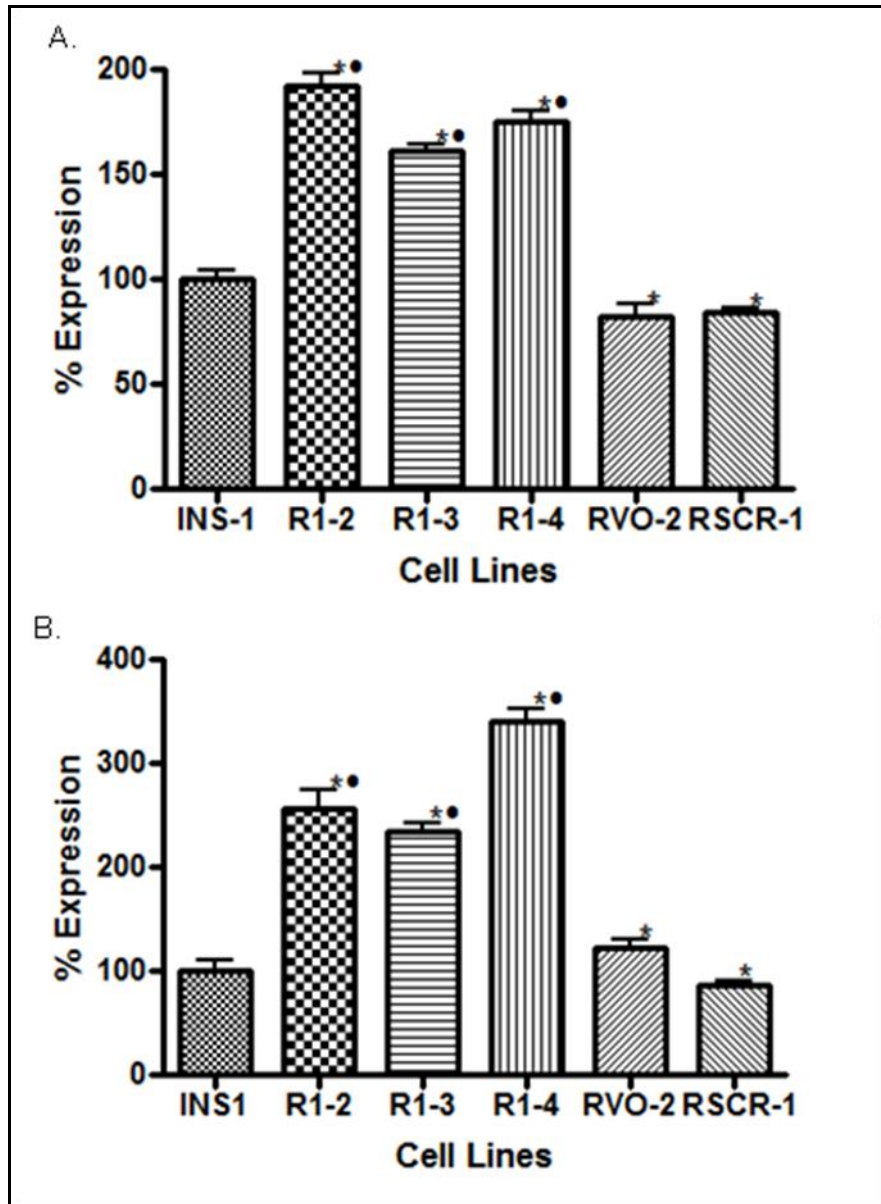 A.
200
150
100
50
0
% Expression
* •
* •
* •
*
*
INS-1 R1-2 R1-3 R1-4 RVO-2 RSCR-1
Cell Lines
B.
400
300
200
100
0
% Expression
* •
* •
* •
*
*
INS1 R1-2 R1-3 R1-4 RVO-2 RSCR-1
Cell Lines